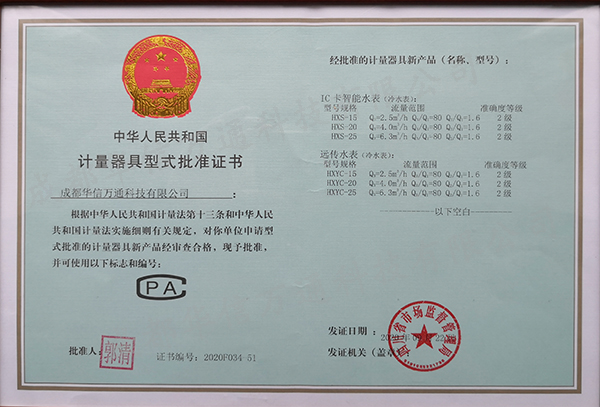 中华人民共和国
计量器具型式批准证书
成都华信万通科技有限公司：
根据中华人民共和国计量法第十三条和中华人民
共和国计量法实施细则有关规定，对你单位申请型
式批准的计量器具新产品经审查合格，现予批准，
并可使用以下标志和编号：
CPA
批准人：郭清
证书编号：2020F034-51
经批准的计量器具新产品（名称、型号）：
IC卡智能水表（冷水表）：
型号规格 流量范围 准确度等级
HXS-15 Q₃=2.5m³/h Q₃/Q₁=80 Q₂/Q₁=1.6 2级
HXS-20 Q₃=4.0m³/h Q₃/Q₁=80 Q₂/Q₁=1.6 2级
HXS-25 Q₃=6.3m³/h Q₃/Q₁=80 Q₂/Q₁=1.6 2级
远传水表（冷水表）：
型号规格 流量范围 准确度等级
HXYC-15 Q₃=2.5m³/h Q₃/Q₁=80 Q₂/Q₁=1.6 2级
HXYC-20 Q₃=4.0m³/h Q₃/Q₁=80 Q₂/Q₁=1.6 2级
HXYC-25 Q₃=6.3m³/h Q₃/Q₁=80 Q₂/Q₁=1.6 2级
以下空白
发证日期：
发证机关（盖章）
四川省市场监督管理局